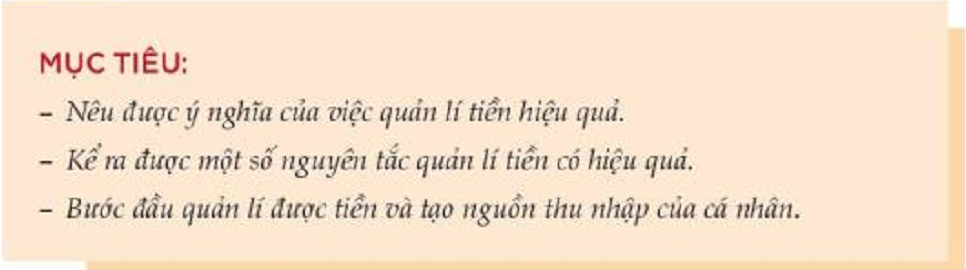 MỤC TIÊU:
– Nêu được ý nghĩa của việc quản lí tiền hiệu quả.
– Kể ra được một số nguyên tắc quản lí tiền có hiệu quả.
– Bước đầu quản lí được tiền và tạo nguồn thu nhập của cá nhân.